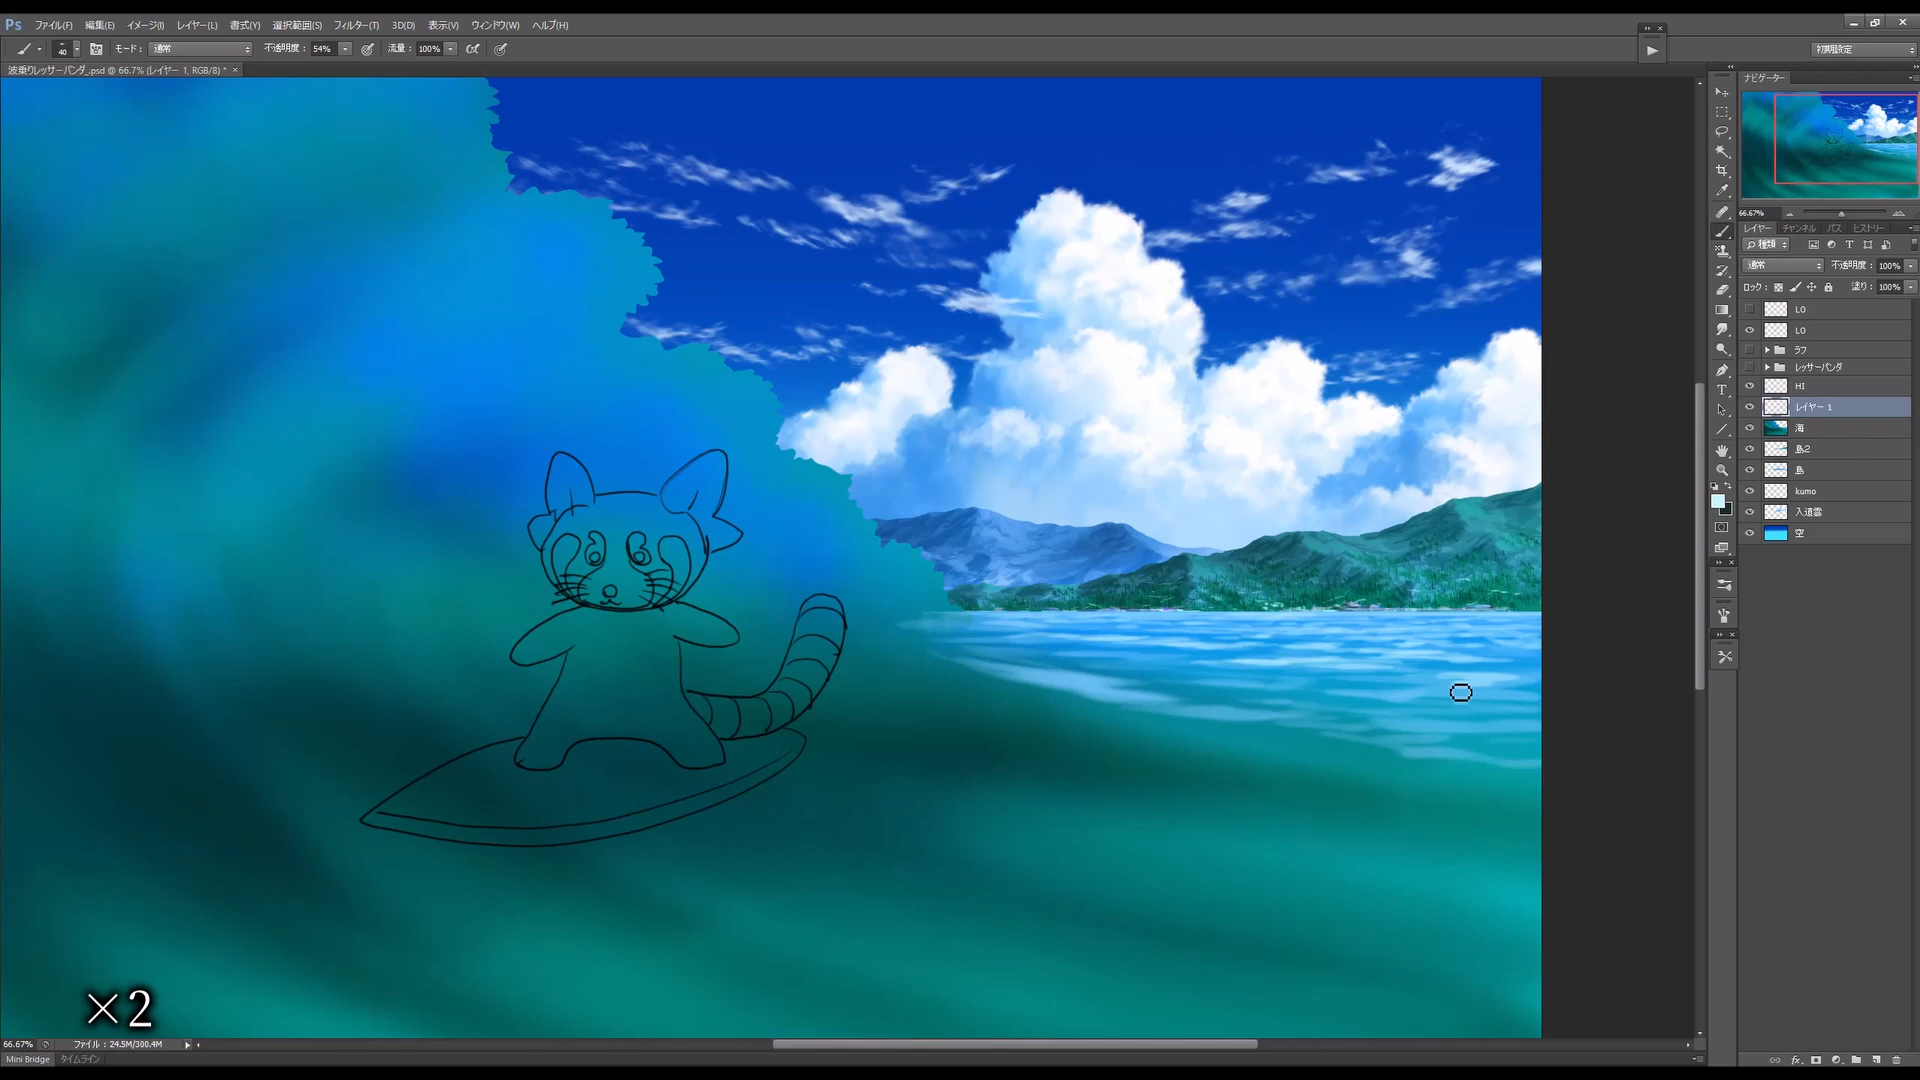 Ps ファイル(F) 編集(E) イメージ(I) レイヤー(L) 書式(Y) 選択範囲(S) フィルター(T) 3D(D) 表示(V) ウィンドウ(W) ヘルプ(H)
40 モード: 通常 不透明度: 54% 流量: 100% 初期設定
波乗りレッサーパンダ.psd @ 66.7% (レイヤー 1, RGB/8) * ×
ナビゲーター
66.67%
レイヤー チャンネル パス ヒストリー
種類
通常 不透明度: 100%
ロック: 塗り: 100%
LO
LO
ラフ
レッサーパンダ
HI
レイヤー 1
海
島2
島
kumo
入道雲
空
×2
66.67% ファイル: 24.5M/300.4M
Mini Bridge タイムライン
fx